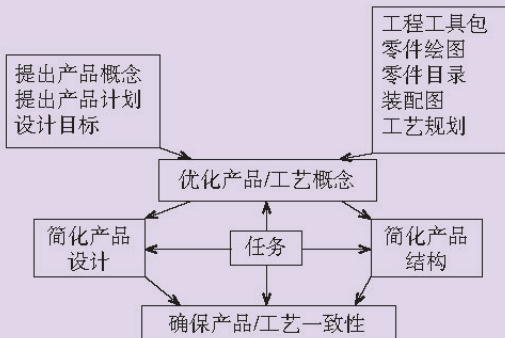 提出产品概念
提出产品计划
设计目标
工程工具包
零件绘图
零件目录
装配图
工艺规划
优化产品/工艺概念
简化产品
设计
任务
简化产品
结构
确保产品/工艺一致性